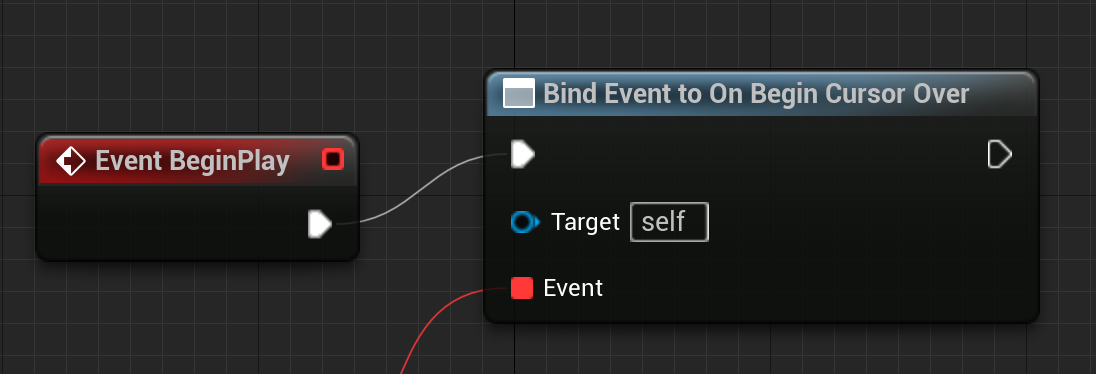 Event BeginPlay
Bind Event to On Begin Cursor Over
Target self
Event